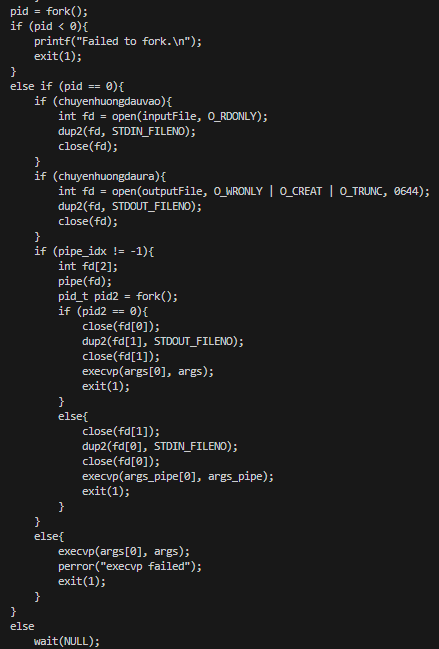 pid = fork();
if (pid < 0){
    printf("Failed to fork.\n");
    exit(1);
}
else if (pid == 0){
    if (chuyenhuongdauvao){
        int fd = open(inputFile, O_RDONLY);
        dup2(fd, STDIN_FILENO);
        close(fd);
    }
    if (chuyenhuongdaura){
        int fd = open(outputFile, O_WRONLY | O_CREAT | O_TRUNC, 0644);
        dup2(fd, STDOUT_FILENO);
        close(fd);
    }
    if (pipe_idx != -1){
        int fd[2];
        pipe(fd);
        pid_t pid2 = fork();
        if (pid2 == 0){
            close(fd[0]);
            dup2(fd[1], STDOUT_FILENO);
            close(fd[1]);
            execvp(args[0], args);
            exit(1);
        }
        else{
            close(fd[1]);
            dup2(fd[0], STDIN_FILENO);
            close(fd[0]);
            execvp(args_pipe[0], args_pipe);
            exit(1);
        }
    }
    else{
        execvp(args[0], args);
        perror("execvp failed");
        exit(1);
    }
}
else
    wait(NULL);